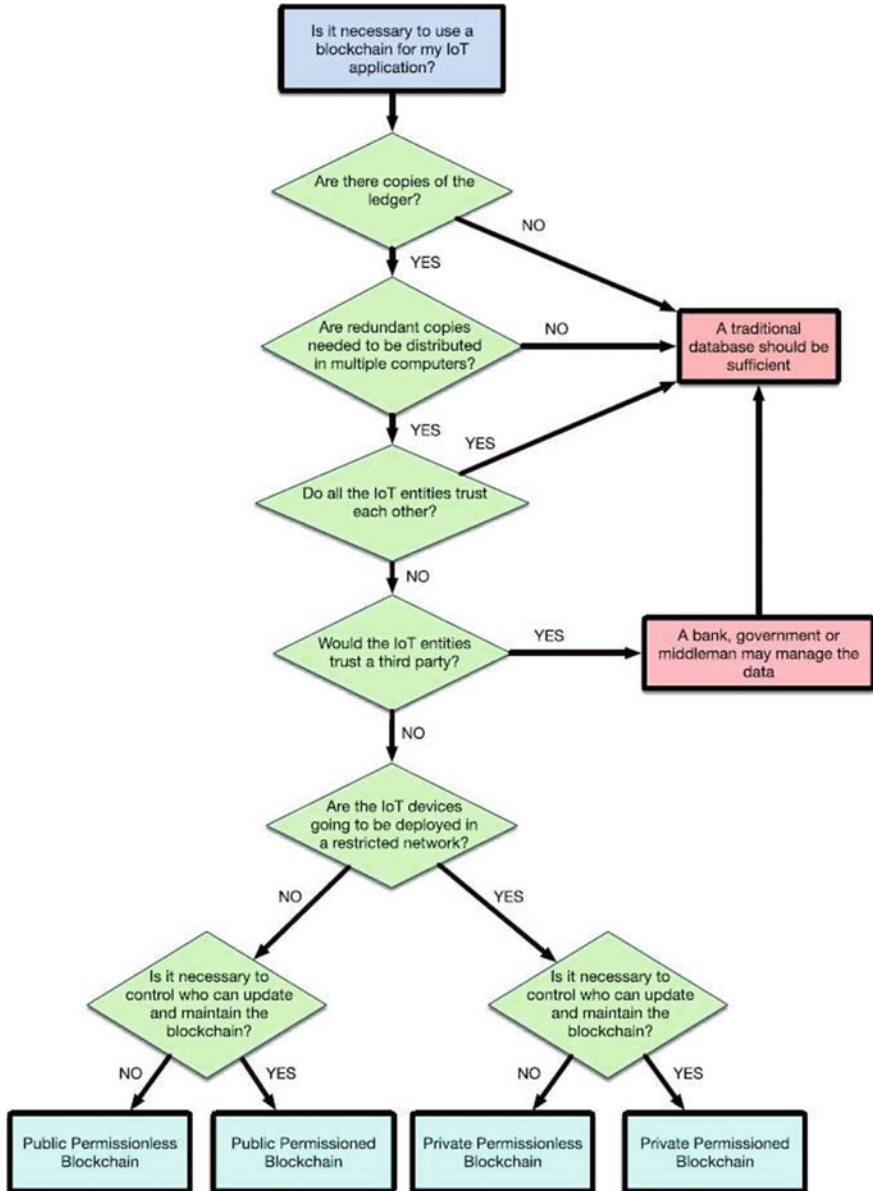 Is it necessary to use a
blockchain for my IoT
application?
Are there copies of the
ledger?
NO
YES
Are redundant copies
needed to be distributed
in multiple computers?
NO
A traditional
database should be
sufficient
YES
YES
Do all the IoT entities trust
each other?
NO
Would the IoT entities
trust a third party?
YES
A bank, government or
middleman may manage the
data
NO
Are the IoT devices
going to be deployed in
a restricted network?
NO
YES
Is it necessary to
control who can update
and maintain the
blockchain?
Is it necessary to
control who can update
and maintain the
blockchain?
NO
YES
NO
YES
Public Permissionless
Blockchain
Public Permissioned
Blockchain
Private Permissionless
Blockchain
Private Permissioned
Blockchain